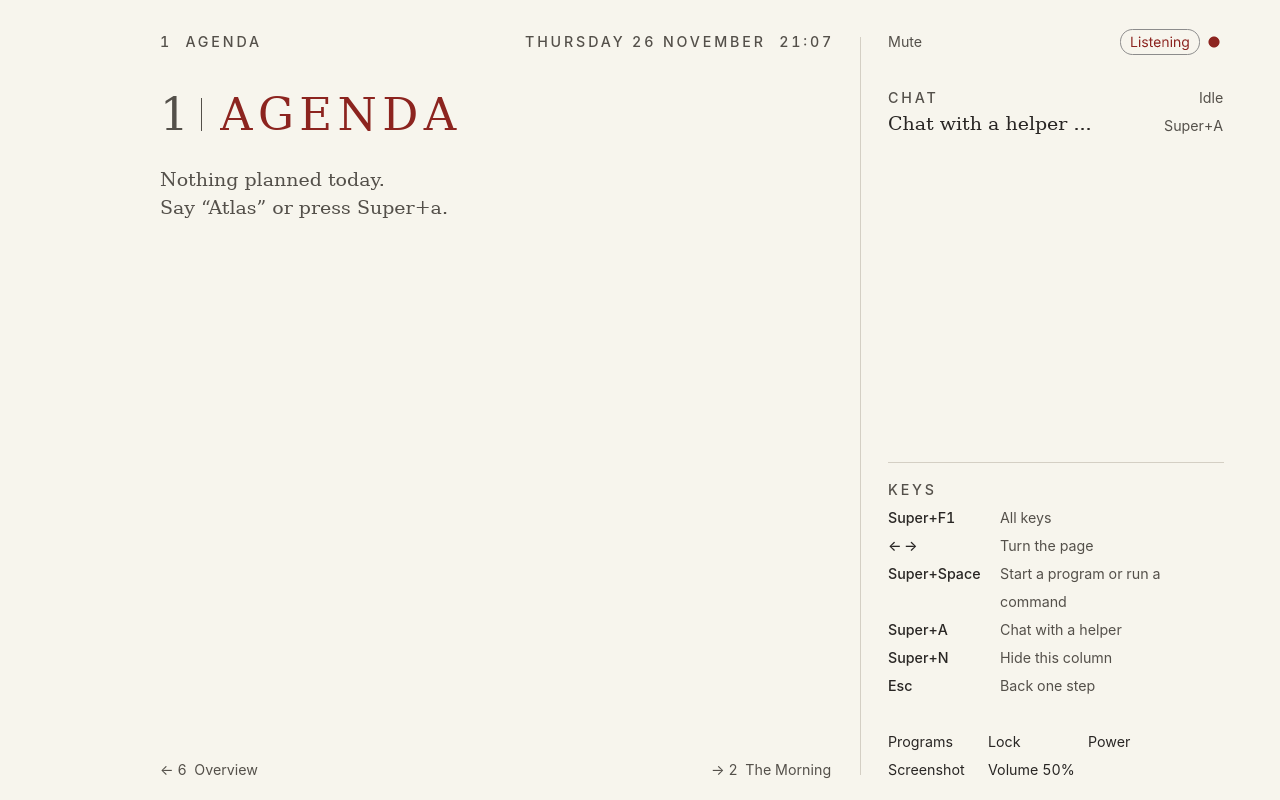 1 AGENDA
THURSDAY 26 NOVEMBER 21:07
1 AGENDA
Nothing planned today.
Say “Atlas” or press Super+a.
← 6 Overview
→ 2 The Morning
Mute
Listening
CHAT
Idle
Chat with a helper ...
Super+A
KEYS
Super+F1 All keys
← → Turn the page
Super+Space Start a program or run a
command
Super+A Chat with a helper
Super+N Hide this column
Esc Back one step
Programs Lock Power
Screenshot Volume 50%